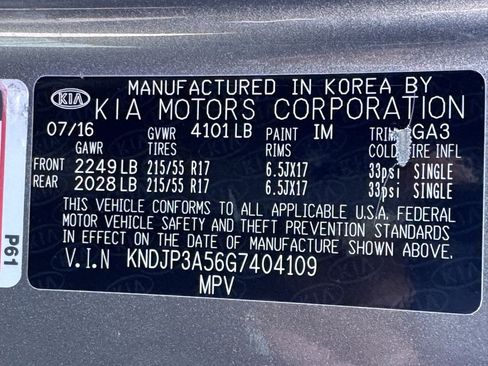 MANUFACTURED IN KOREA BY
KIA KIA MOTORS CORPORATION
07/16 GVWR 4101 LB PAINT IM TRIM GA3
GAWR TIRES RIMS COLD TIRE INFL
FRONT 2249 LB 215/55 R17 6.5JX17 33psi SINGLE
REAR 2028 LB 215/55 R17 6.5JX17 33psi SINGLE
THIS VEHICLE CONFORMS TO ALL APPLICABLE U.S.A. FEDERAL
MOTOR VEHICLE SAFETY AND THEFT PREVENTION STANDARDS
IN EFFECT ON THE DATE OF MANUFACTURE SHOWN ABOVE.
V.I.N KNDJP3A56G7404109
MPV
P61